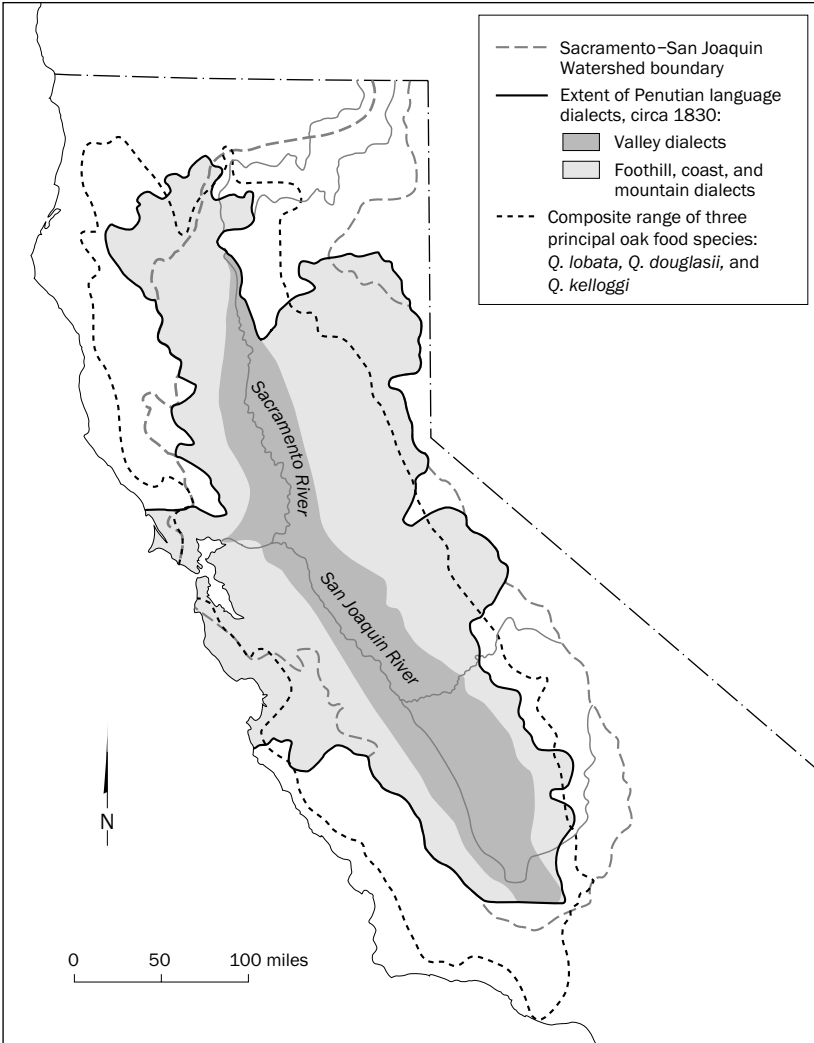 Sacramento–San Joaquin
Watershed boundary
Extent of Penutian language
dialects, circa 1830:
Valley dialects
Foothill, coast, and
mountain dialects
Composite range of three
principal oak food species:
Q. lobata, Q. douglasii, and
Q. kelloggi
Sacramento River
San Joaquin River
N
0 50 100 miles